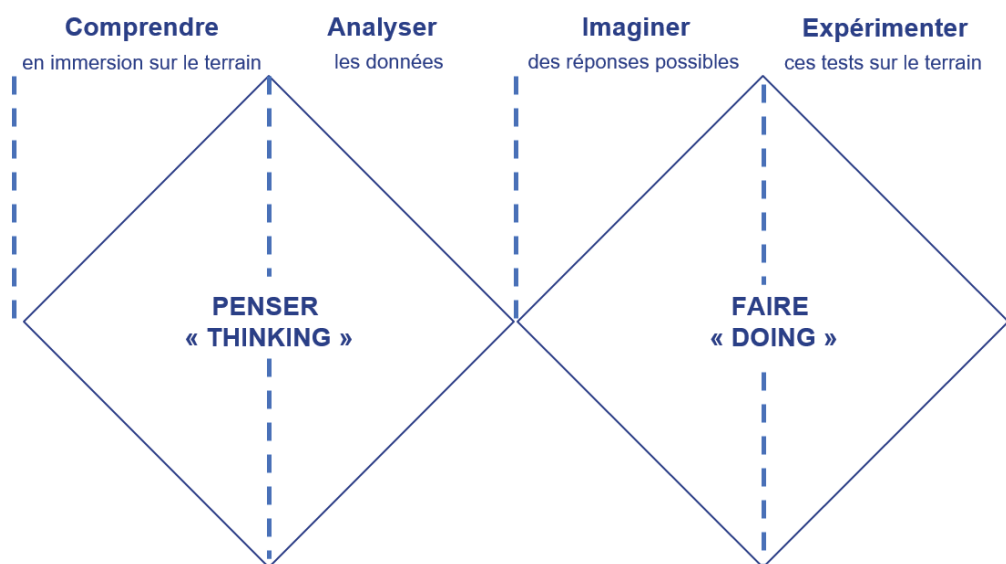 Comprendre
en immersion sur le terrain
Analyser
les données
Imaginer
des réponses possibles
Expérimenter
ces tests sur le terrain
PENSER
« THINKING »
FAIRE
« DOING »